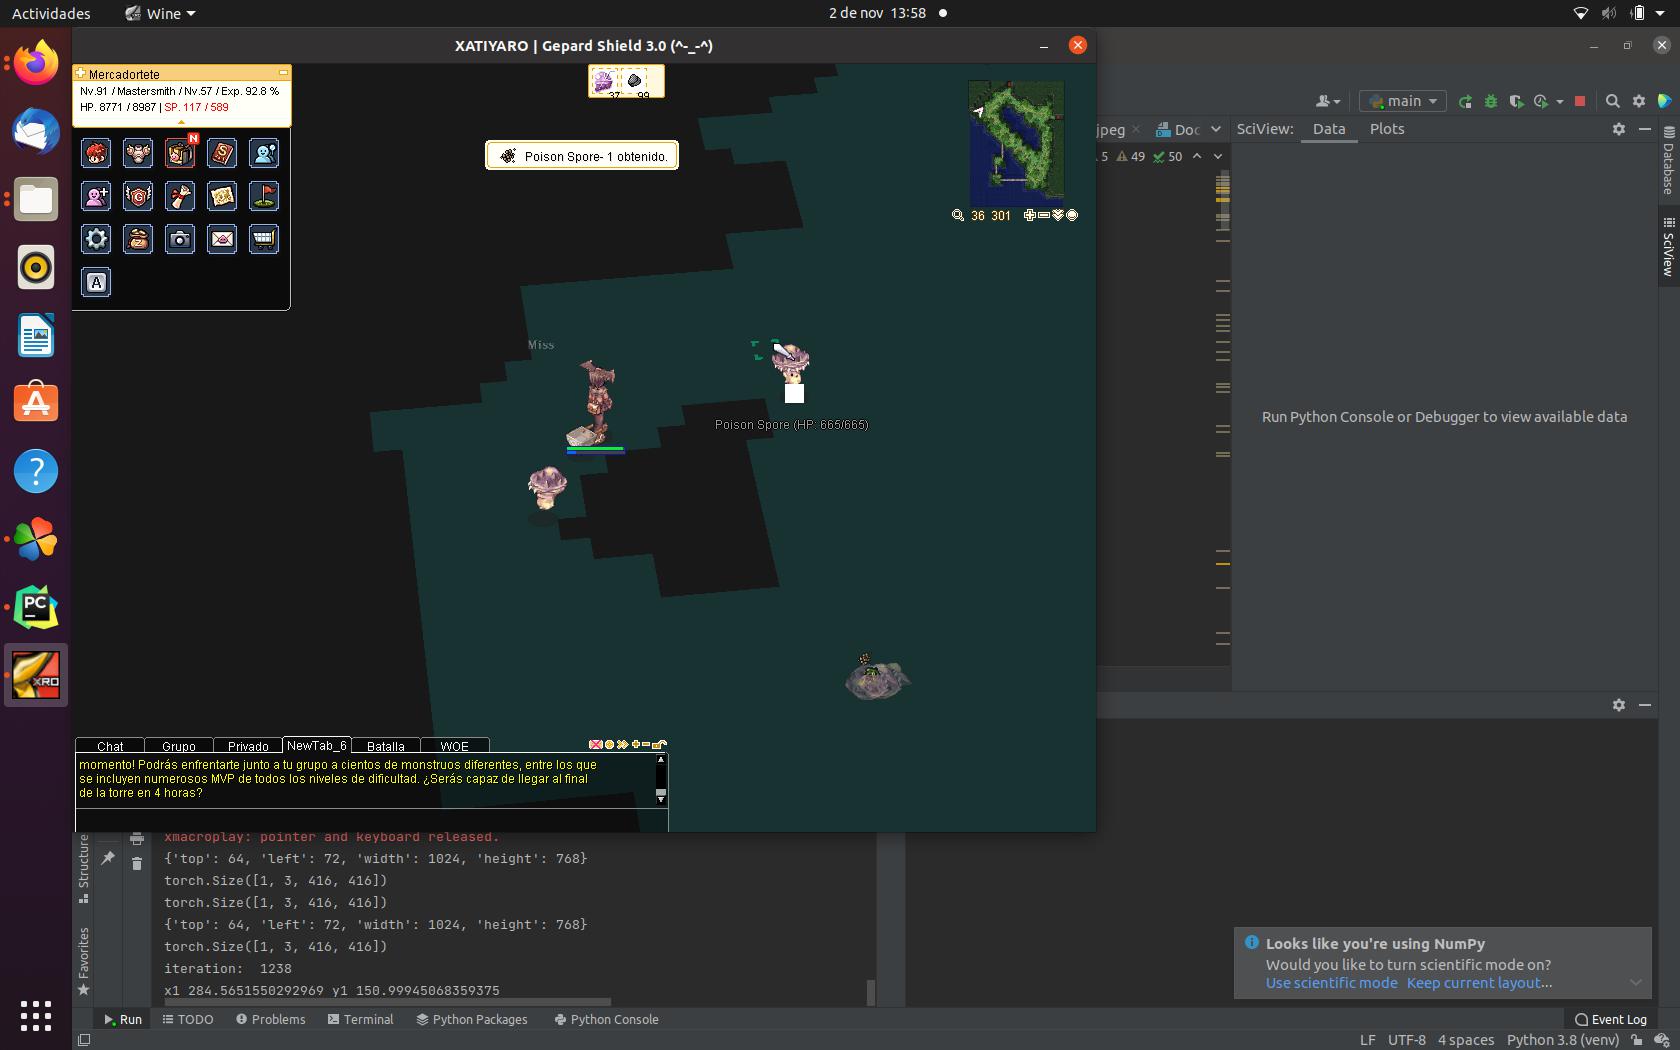 Actividades
Wine
2 de nov 13:58
XATIYARO | Gepard Shield 3.0 (^-_-^)
Mercadortete
Nv.91 / Mastersmith / Nv.57 / Exp. 92.8 %
HP. 8771 / 8987 | SP. 117 / 589
37
99
N
S
G
A
Poison Spore- 1 obtenido.
36 301
Miss
Poison Spore (HP: 665/665)
Chat
Grupo
Privado
NewTab_6
Batalla
WOE
momento! Podrás enfrentarte junto a tu grupo a cientos de monstruos diferentes, entre los que
se incluyen numerosos MVP de todos los niveles de dificultad. ¿Serás capaz de llegar al final
de la torre en 4 horas?
main
jpeg
Doc
SciView:
Data
Plots
5
49
50
Database
SciView
Run Python Console or Debugger to view available data
PC
XRO
Structure
Favorites
xmacroplay: pointer and keyboard released.
{'top': 64, 'left': 72, 'width': 1024, 'height': 768}
torch.Size([1, 3, 416, 416])
torch.Size([1, 3, 416, 416])
{'top': 64, 'left': 72, 'width': 1024, 'height': 768}
torch.Size([1, 3, 416, 416])
iteration:  1238
x1 284.5651550292969 y1 150.99945068359375
Looks like you're using NumPy
Would you like to turn scientific mode on?
Use scientific mode
Keep current layout...
Run
TODO
Problems
Terminal
Python Packages
Python Console
Event Log
LF
UTF-8
4 spaces
Python 3.8 (venv)